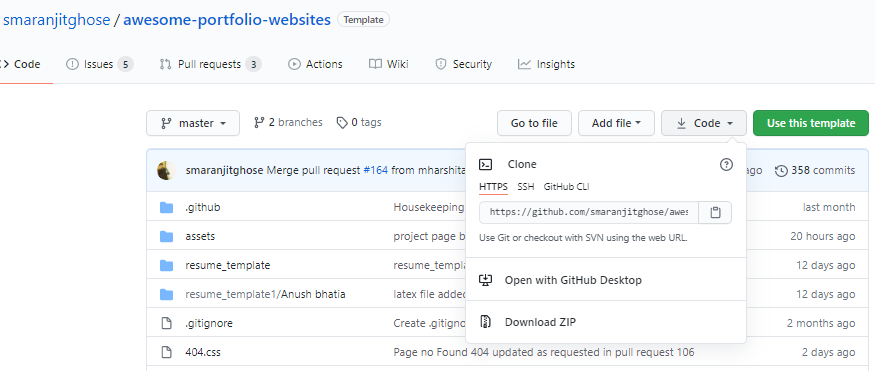 smaranjitghose / awesome-portfolio-websites Template
Code Issues 5 Pull requests 3 Actions Wiki Security Insights
master 2 branches 0 tags Go to file Add file Code Use this template
smaranjitghose Merge pull request #164 from mharshita ago 358 commits
Clone
HTTPS SSH GitHub CLI
.github Housekeeping last month
https://github.com/smaranjitghose/awes
assets project page b 20 hours ago
Use Git or checkout with SVN using the web URL.
resume_template resume_templa 12 days ago
Open with GitHub Desktop
resume_template1/Anush bhatia latex file added 12 days ago
.gitignore Create .gitigno 2 months ago
Download ZIP
404.css Page no Found 404 updated as requested in pull request 106 2 days ago